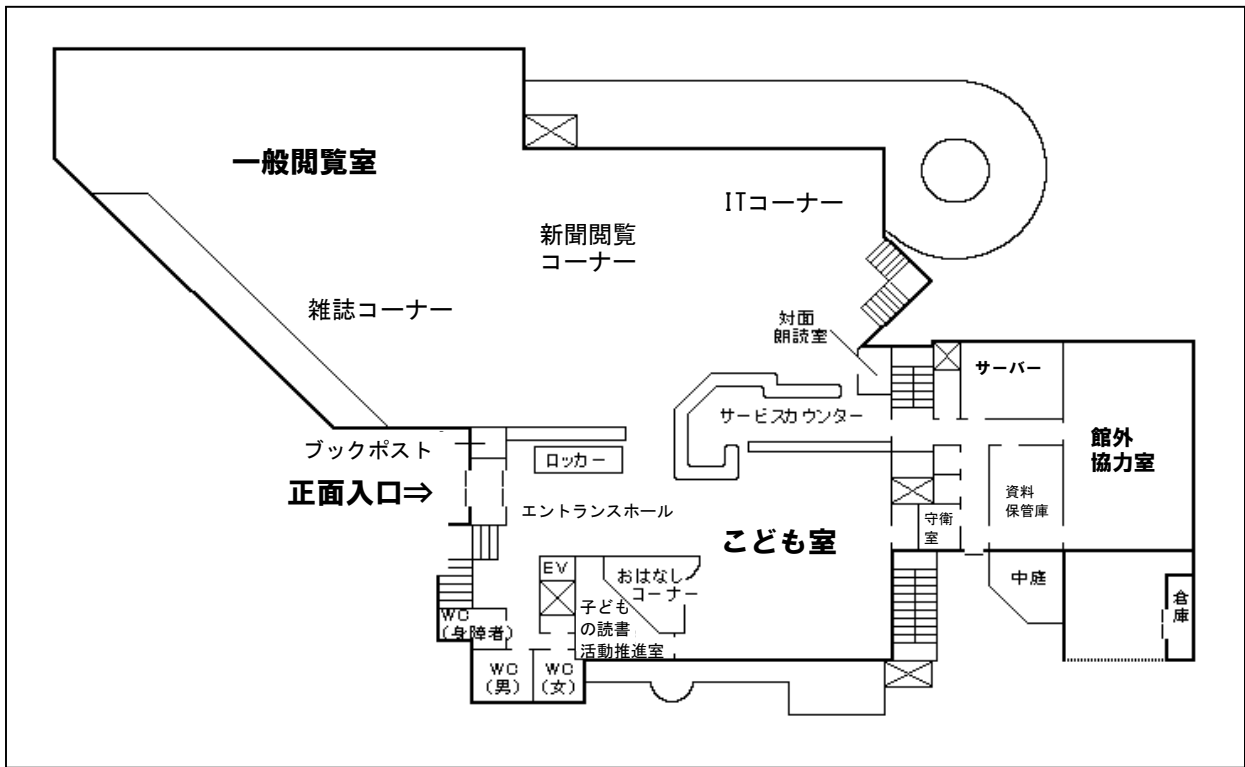 一般閲覧室
ITコーナー
新聞閲覧
コーナー
雑誌コーナー
対面
朗読室
サーバー
サービスカウンター
館外
協力室
ブックポスト
ロッカー
正面入口⇒
資料
保管庫
エントランスホール
守衛
室
こども室
EV
おはなし
コーナー
中庭
子ども
の読書
活動推進室
倉
庫
WC
(身障者)
WC
(男)
WC
(女)